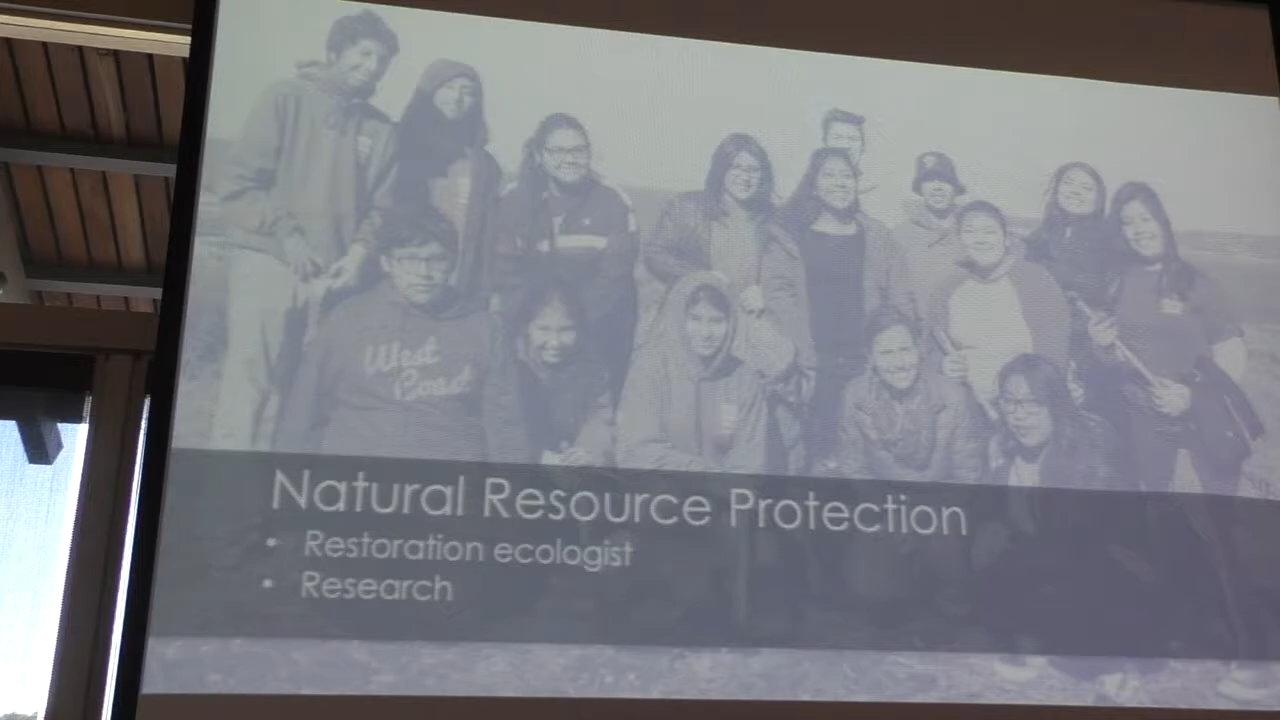 West
Coast
Natural Resource Protection
• Restoration ecologist
• Research